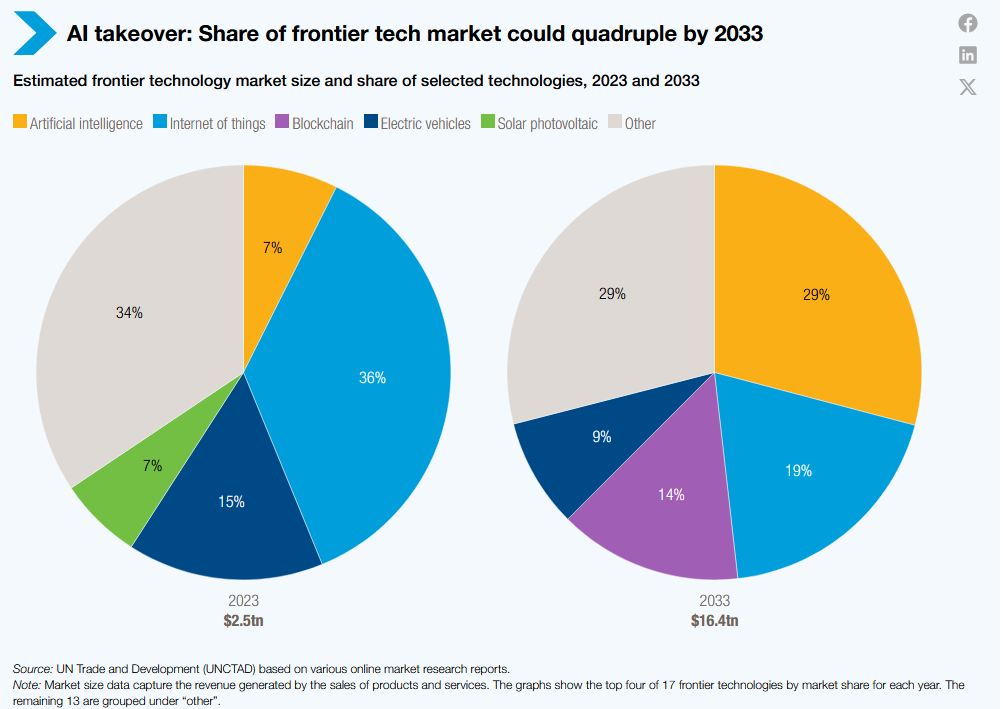 AI takeover: Share of frontier tech market could quadruple by 2033
Estimated frontier technology market size and share of selected technologies, 2023 and 2033
Artificial intelligence Internet of things Blockchain Electric vehicles Solar photovoltaic Other
7%
36%
15%
7%
34%
2023
$2.5tn
29%
19%
14%
9%
29%
2033
$16.4tn
Source: UN Trade and Development (UNCTAD) based on various online market research reports.
Note: Market size data capture the revenue generated by the sales of products and services. The graphs show the top four of 17 frontier technologies by market share for each year. The
remaining 13 are grouped under “other”.